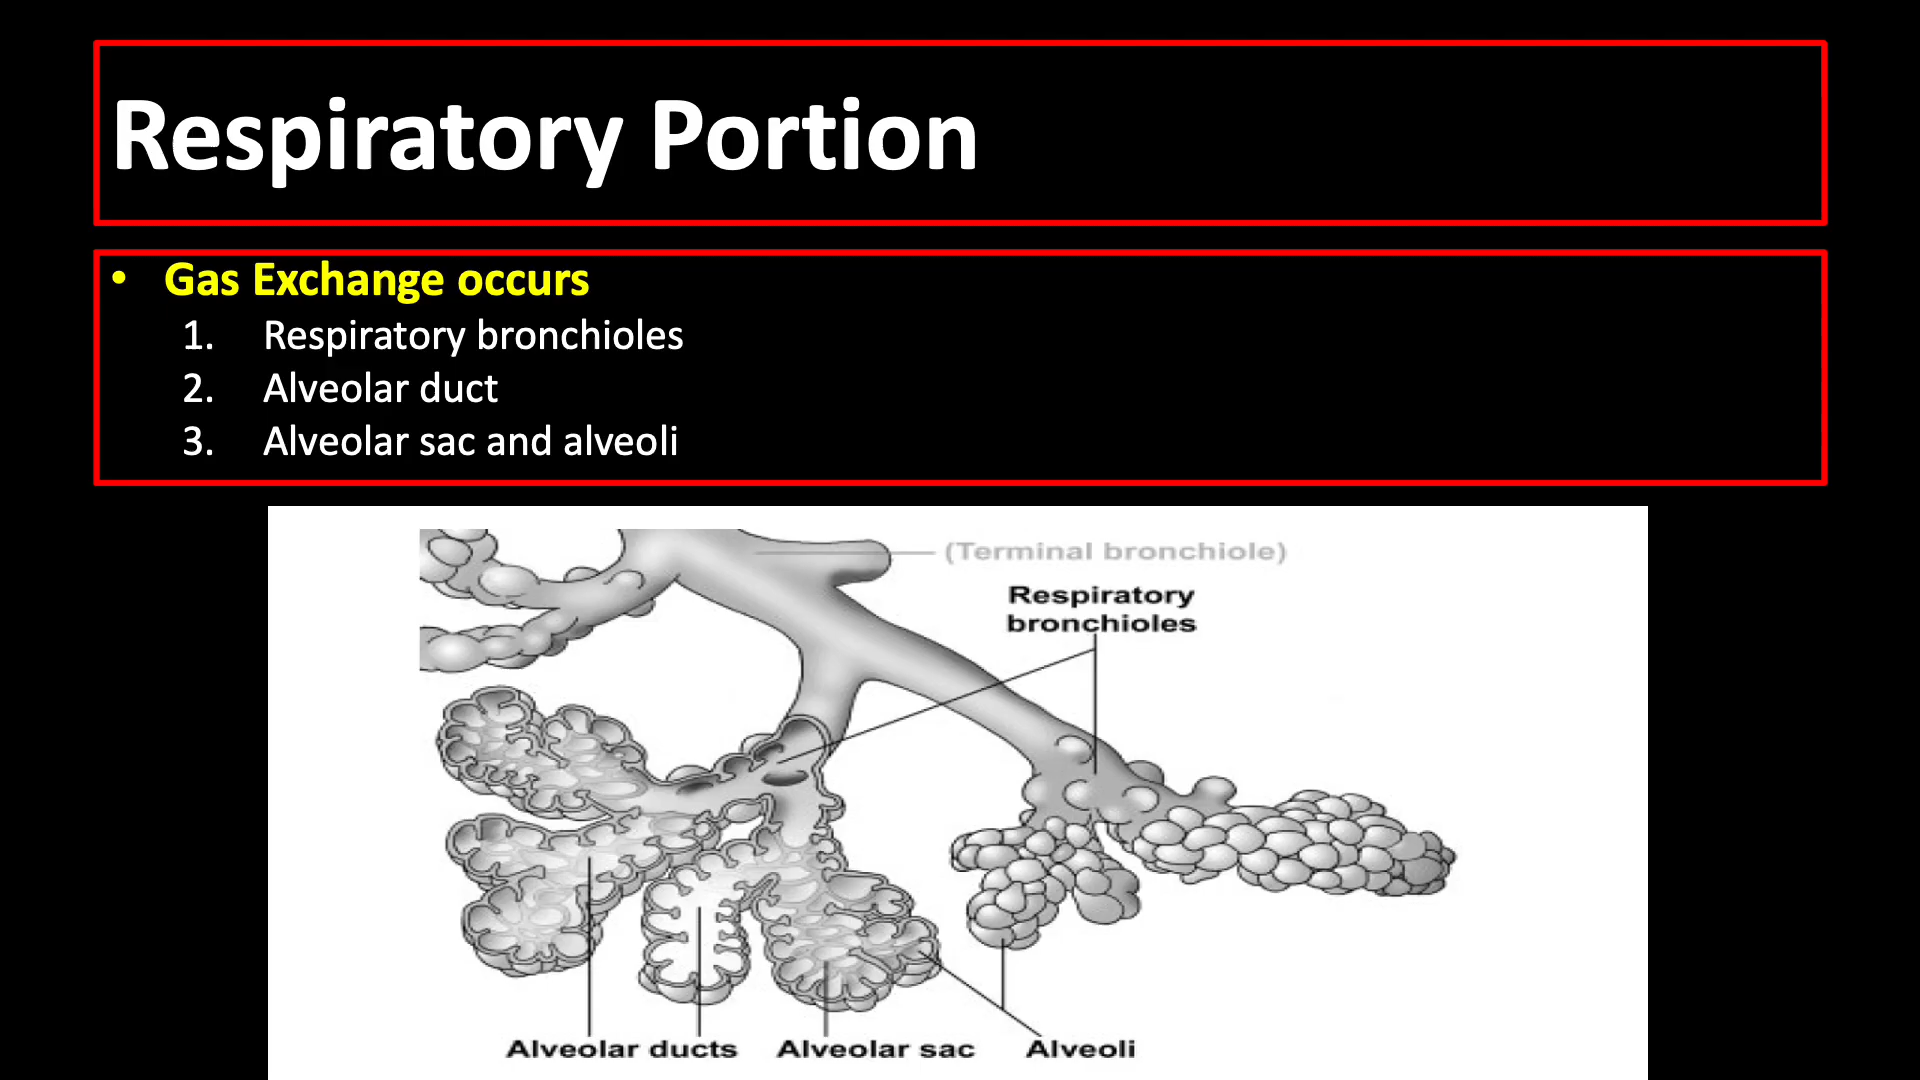 Respiratory Portion
• Gas Exchange occurs
1. Respiratory bronchioles
2. Alveolar duct
3. Alveolar sac and alveoli
(Terminal bronchiole)
Respiratory
bronchioles
Alveolar ducts
Alveolar sac
Alveoli